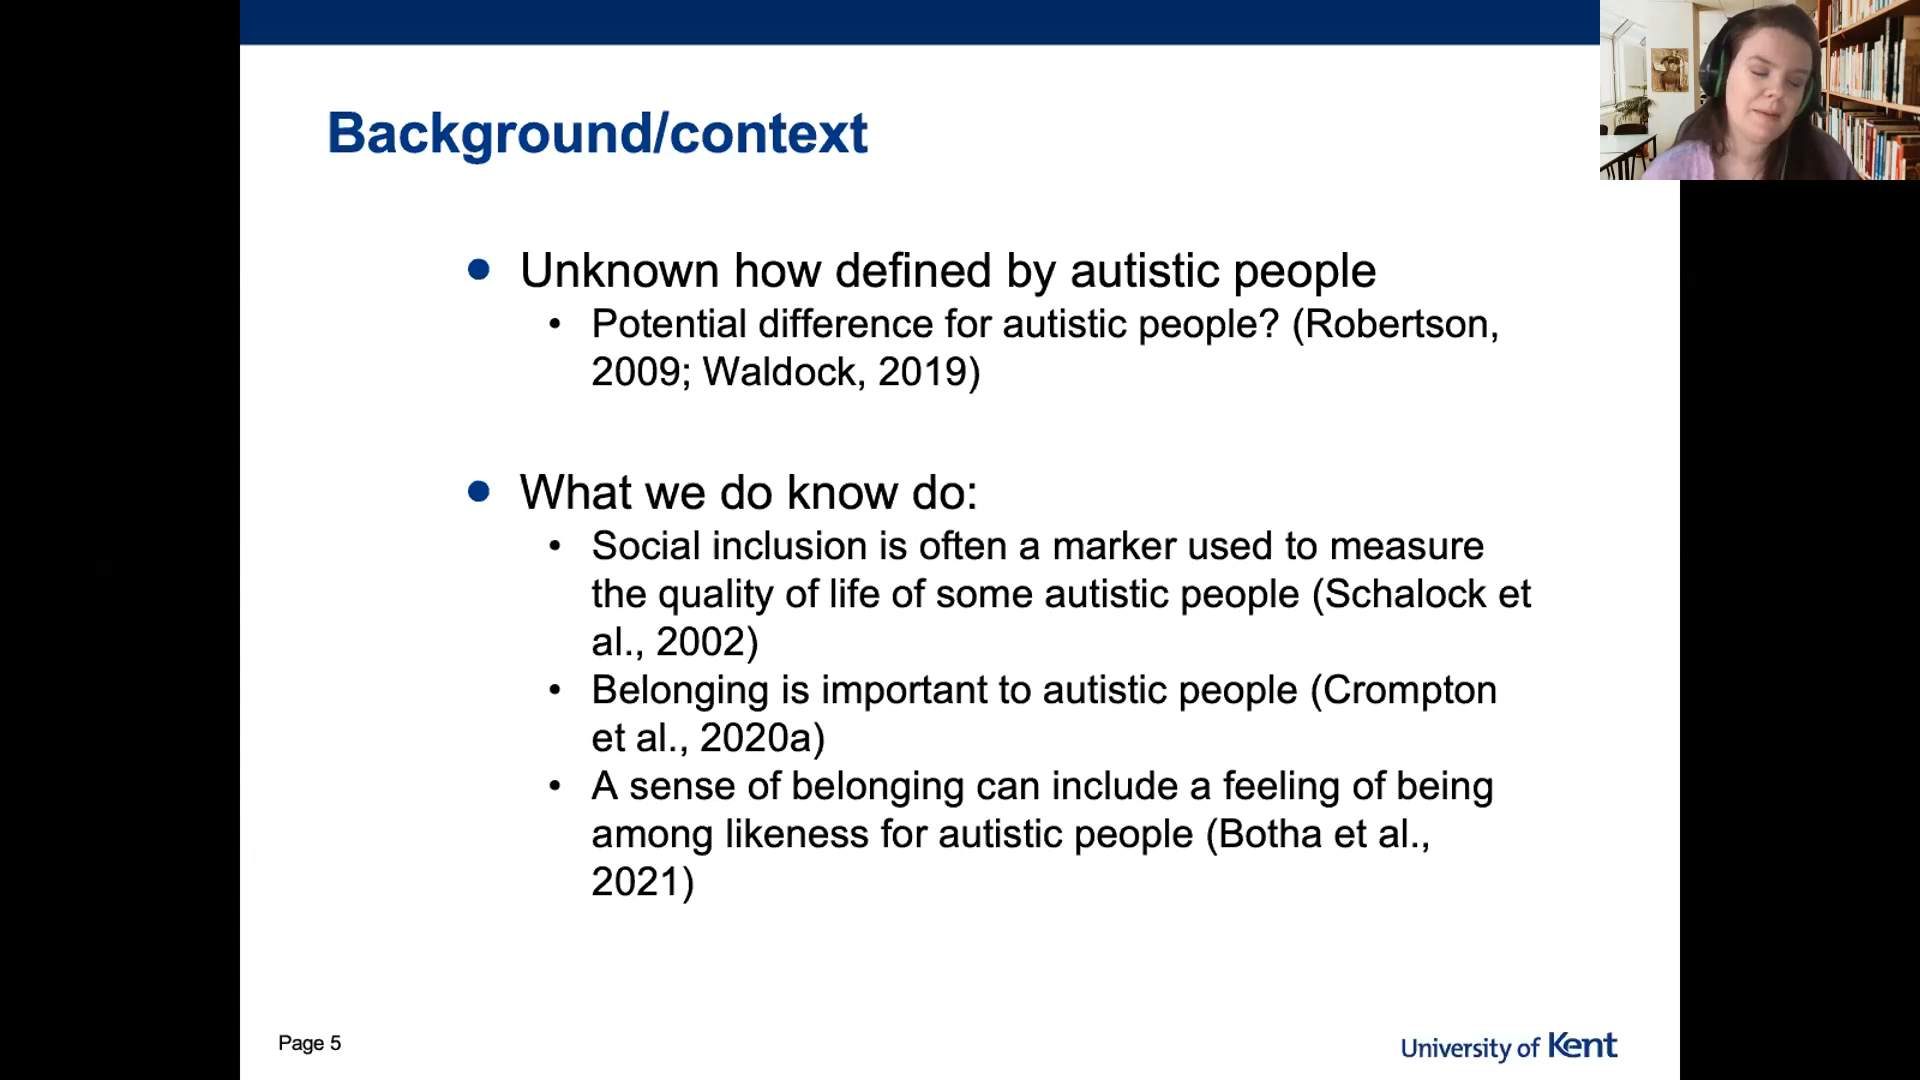 Background/context
Unknown how defined by autistic people
Potential difference for autistic people? (Robertson,
2009; Waldock, 2019)
What we do know do:
Social inclusion is often a marker used to measure
the quality of life of some autistic people (Schalock et
al., 2002)
Belonging is important to autistic people (Crompton
et al., 2020a)
A sense of belonging can include a feeling of being
among likeness for autistic people (Botha et al.,
2021)
Page 5
University of Kent